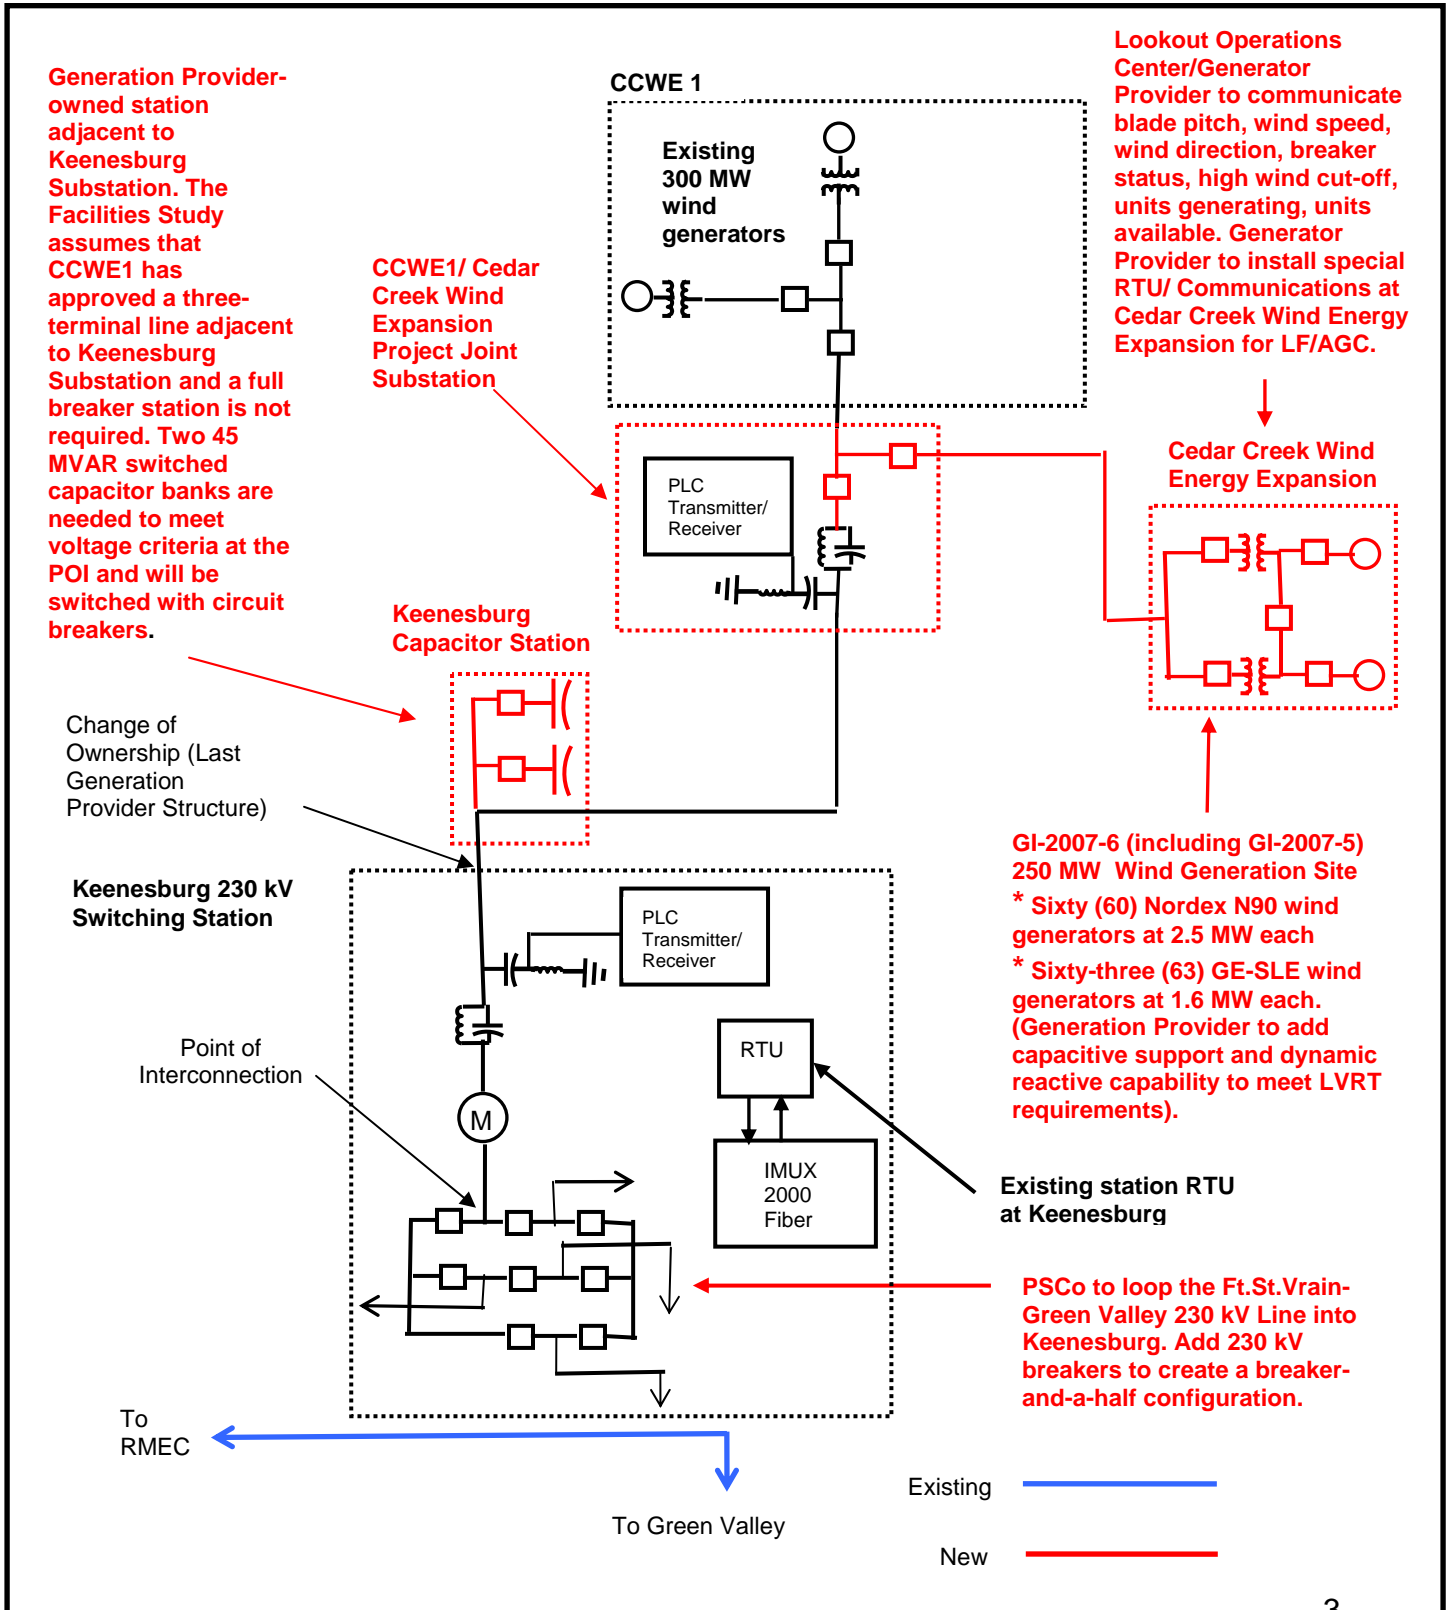 Generation Provider-
owned station
adjacent to
Keenesburg
Substation. The
Facilities Study
assumes that
CCWE1 has
approved a three-
terminal line adjacent
to Keenesburg
Substation and a full
breaker station is not
required. Two 45
MVAR switched
capacitor banks are
needed to meet
voltage criteria at the
POI and will be
switched with circuit
breakers.
CCWE 1
Existing
300 MW
wind
generators
Lookout Operations
Center/Generator
Provider to communicate
blade pitch, wind speed,
wind direction, breaker
status, high wind cut-off,
units generating, units
available. Generator
Provider to install special
RTU/ Communications at
Cedar Creek Wind Energy
Expansion for LF/AGC.
CCWE1/ Cedar
Creek Wind
Expansion
Project Joint
Substation
PLC
Transmitter/
Receiver
Cedar Creek Wind
Energy Expansion
Keenesburg
Capacitor Station
Change of
Ownership (Last
Generation
Provider Structure)
GI-2007-6 (including GI-2007-5)
250 MW  Wind Generation Site
* Sixty (60) Nordex N90 wind
generators at 2.5 MW each
* Sixty-three (63) GE-SLE wind
generators at 1.6 MW each.
(Generation Provider to add
capacitive support and dynamic
reactive capability to meet LVRT
requirements).
Keenesburg 230 kV
Switching Station
PLC
Transmitter/
Receiver
Point of
Interconnection
M
RTU
IMUX
2000
Fiber
Existing station RTU
at Keenesburg
PSCo to loop the Ft.St.Vrain-
Green Valley 230 kV Line into
Keenesburg. Add 230 kV
breakers to create a breaker-
and-a-half configuration.
To
RMEC
To Green Valley
Existing
New
3